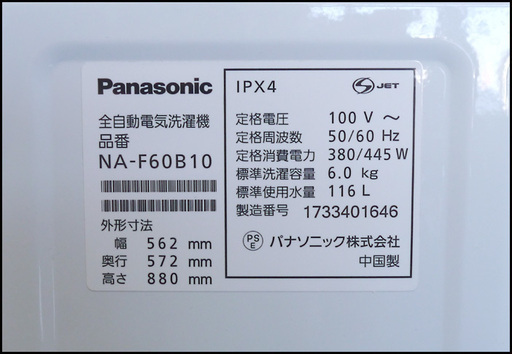 Panasonic
全自動電気洗濯機
品番
NA-F60B10
外形寸法
幅 562 mm
奥行 572 mm
高さ 880 mm
IPX4
S JET
定格電圧 100 V ~
定格周波数 50/60 Hz
定格消費電力 380/445 W
標準洗濯容量 6.0 kg
標準使用水量 116 L
製造番号 1733401646
PS E パナソニック株式会社
中国製